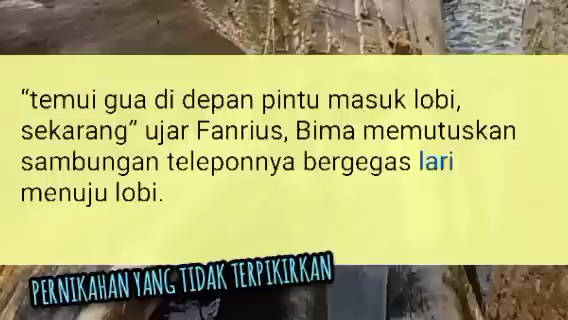 “temui gua di depan pintu masuk lobi,
sekarang” ujar Fanrius, Bima memutuskan
sambungan teleponnya bergegas lari
menuju lobi.
PERNIKAHAN YANG TIDAK TERPIKIRKAN